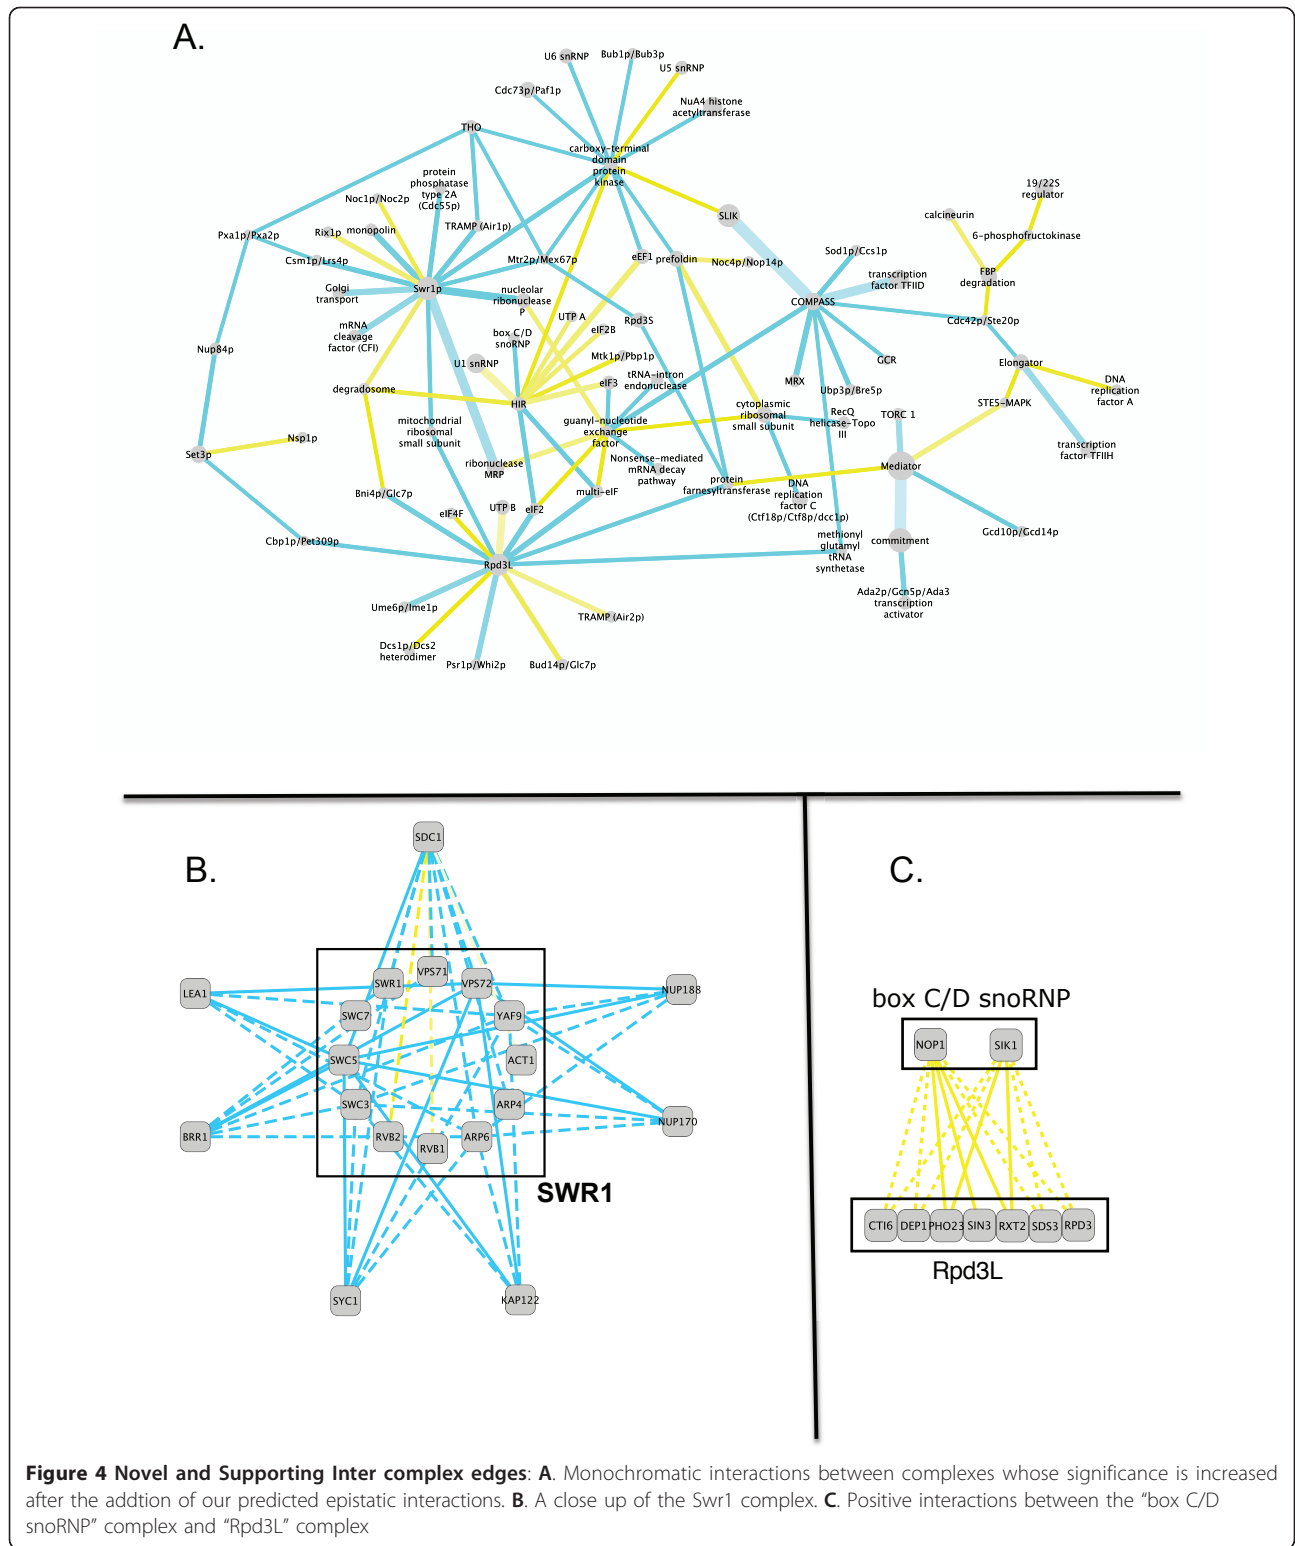 A.
U6 snRNP
Bub1p/Bub3p
U5 snRNP
Cdc73p/Paf1p
NuA4 histone
acetyltransferase
THO
carboxy-terminal
domain
protein
kinase
protein
phosphatase
type 2A
(Cdc55p)
Noc1p/Noc2p
19/22S
regulator
SLIK
calcineurin
Pxa1p/Pxa2p
Rix1p
monopolin
TRAMP (Air1p)
6-phosphofructokinase
Csm1p/Lrs4p
Mtr2p/Mex67p
eEF1
prefoldin
Noc4p/Nop14p
Sod1p/Ccs1p
transcription
factor TFIID
FBP
degradation
Golgi
transport
Swr1p
nucleolar
ribonuclease
P
COMPASS
mRNA
cleavage
factor (CFI)
UTP A
Rpd3S
Cdc42p/Ste20p
box C/D
snoRNP
eIF2B
Nup84p
U1 snRNP
Mtk1p/Pbp1p
GCR
Elongator
degradosome
eIF3
tRNA-intron
endonuclease
MRX
Ubp3p/Bre5p
DNA
replication
factor A
HIR
STE5-MAPK
mitochondrial
ribosomal
small subunit
guanyl-nucleotide
exchange
factor
cytoplasmic
ribosomal
small subunit
RecQ
helicase-Topo
III
TORC 1
Nsp1p
Set3p
transcription
factor TFIIH
ribonuclease
MRP
Nonsense-mediated
mRNA decay
pathway
Mediator
protein
farnesyltransferase
Bni4p/Glc7p
multi-eIF
DNA
replication
factor C
(Ctf18p/Ctf8p/dcc1p)
eIF4F
UTP B
eIF2
Gcd10p/Gcd14p
Cbp1p/Pet309p
methionyl
glutamyl
tRNA
synthetase
commitment
Rpd3L
Ada2p/Gcn5p/Ada3
transcription
activator
Ume6p/Ime1p
TRAMP (Air2p)
Dcs1p/Dcs2
heterodimer
Psr1p/Whi2p
Bud14p/Glc7p
B.
SDC1
LEA1
SWR1
VPS71
VPS72
NUP188
SWC7
YAF9
SWC5
ACT1
SWC3
ARP4
NUP170
BRR1
RVB2
RVB1
ARP6
SWR1
SYC1
KAP122
C.
box C/D snoRNP
NOP1
SIK1
CTI6
DEP1
PHO23
SIN3
RXT2
SDS3
RPD3
Rpd3L
Figure 4 Novel and Supporting Inter complex edges: A. Monochromatic interactions between complexes whose significance is increased
after the addtion of our predicted epistatic interactions. B. A close up of the Swr1 complex. C. Positive interactions between the “box C/D
snoRNP” complex and “Rpd3L” complex